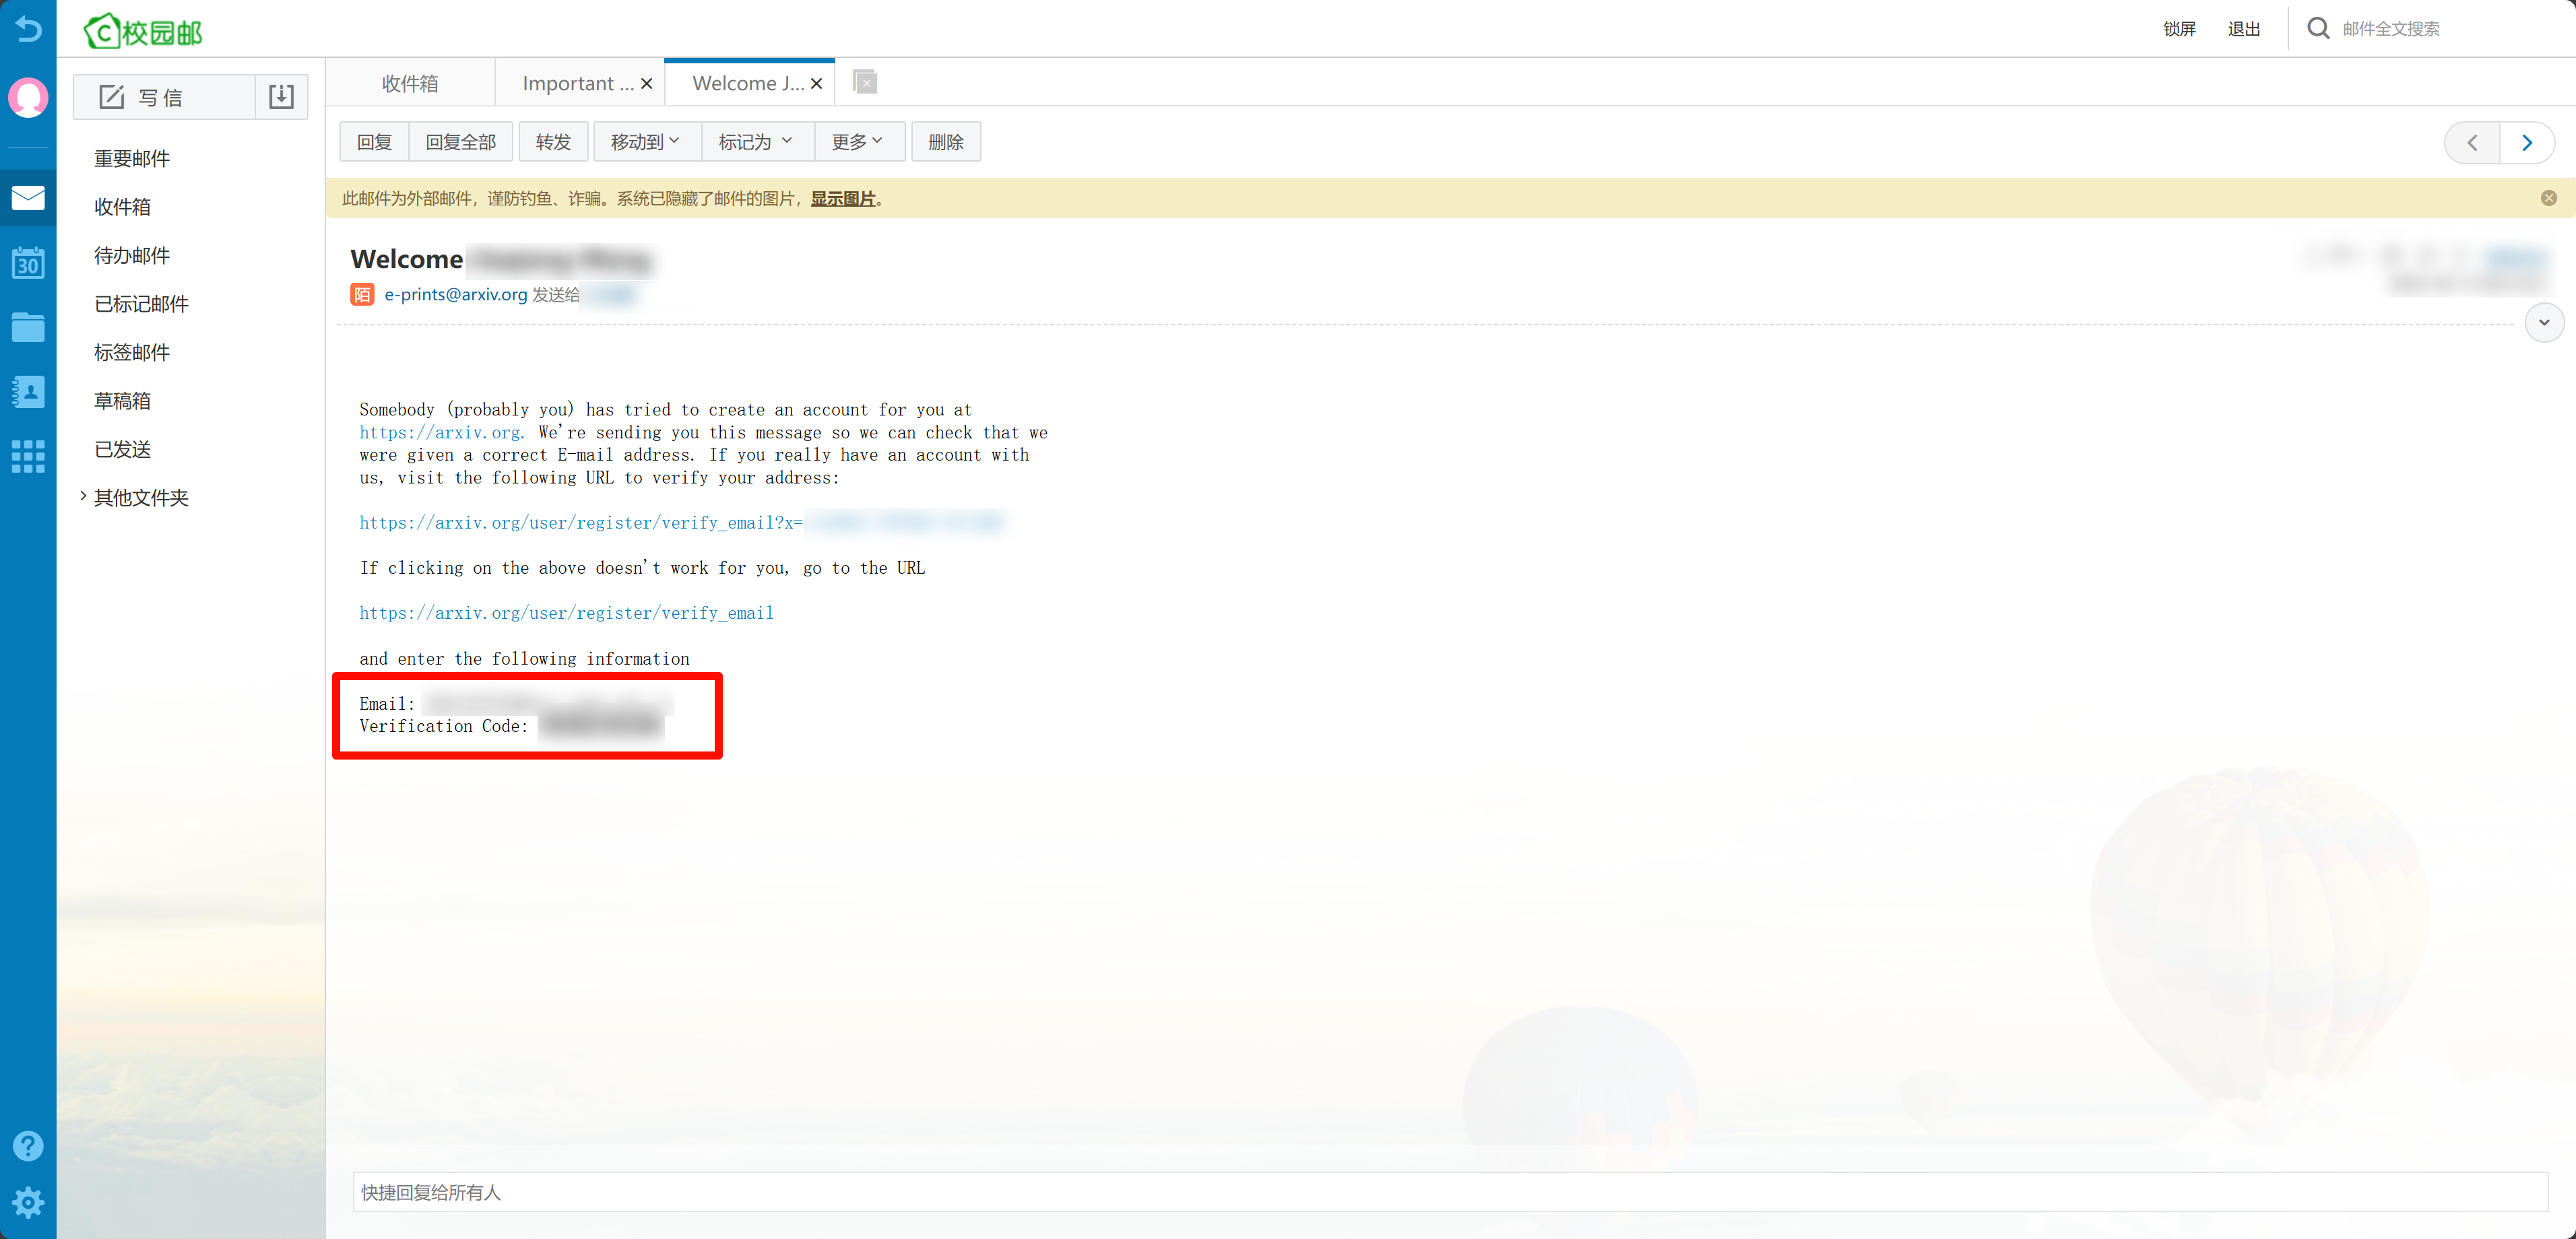 C校园邮
锁屏 退出 邮件全文搜索
写信
收件箱 Important ... Welcome J...
回复 回复全部 转发 移动到 标记为 更多 删除
重要邮件
收件箱
待办邮件
已标记邮件
标签邮件
草稿箱
已发送
其他文件夹
30
此邮件为外部邮件，谨防钓鱼、诈骗。系统已隐藏了邮件的图片，显示图片。
Welcome
陌 e-prints@arxiv.org 发送给
Somebody (probably you) has tried to create an account for you at
https://arxiv.org. We're sending you this message so we can check that we
were given a correct E-mail address. If you really have an account with
us, visit the following URL to verify your address:
https://arxiv.org/user/register/verify_email?x=
If clicking on the above doesn't work for you, go to the URL
https://arxiv.org/user/register/verify_email
and enter the following information
Email:
Verification Code:
快捷回复给所有人